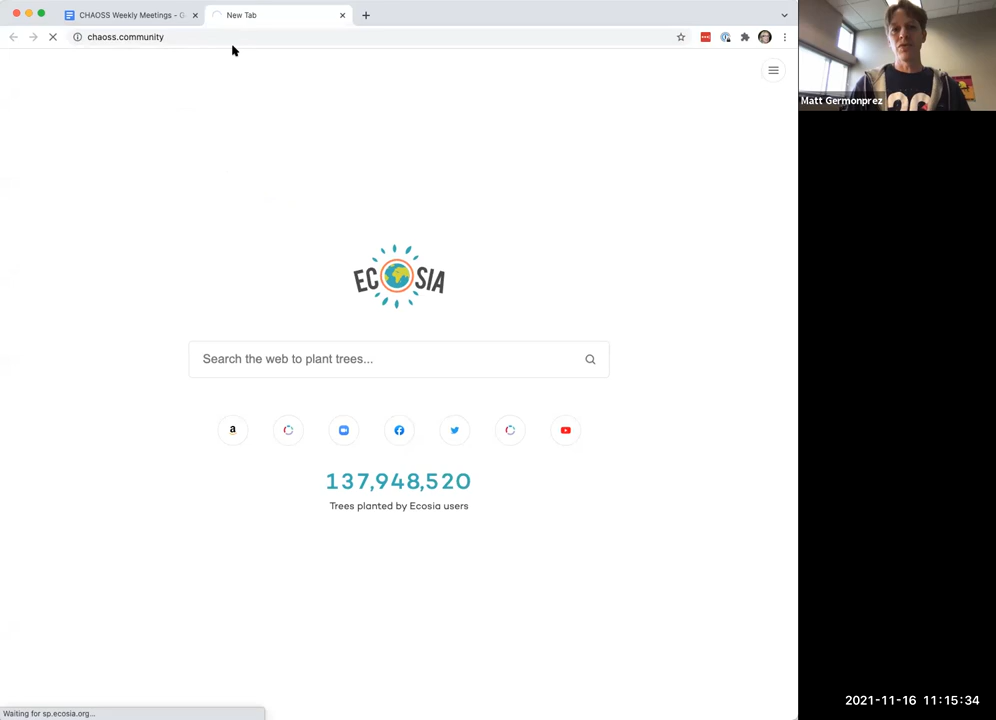 CHAOSS Weekly Meetings - G
New Tab
chaoss.community
Matt Germonprez
ECOSIA
Search the web to plant trees...
137,948,520
Trees planted by Ecosia users
Waiting for sp.ecosia.org...
2021-11-16 11:15:34